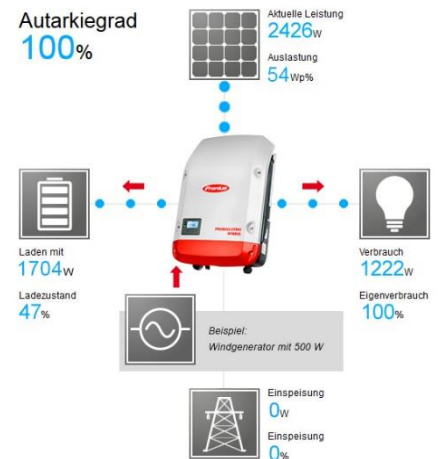 Autarkiegrad
100%
Aktuelle Leistung
2426W
Auslastung
54Wp%
Fronius
Laden mit
1704W
Ladezustand
47%
Verbrauch
1222W
Eigenverbrauch
100%
Beispiel:
Windgenerator mit 500 W
Einspeisung
0W
Einspeisung
0%